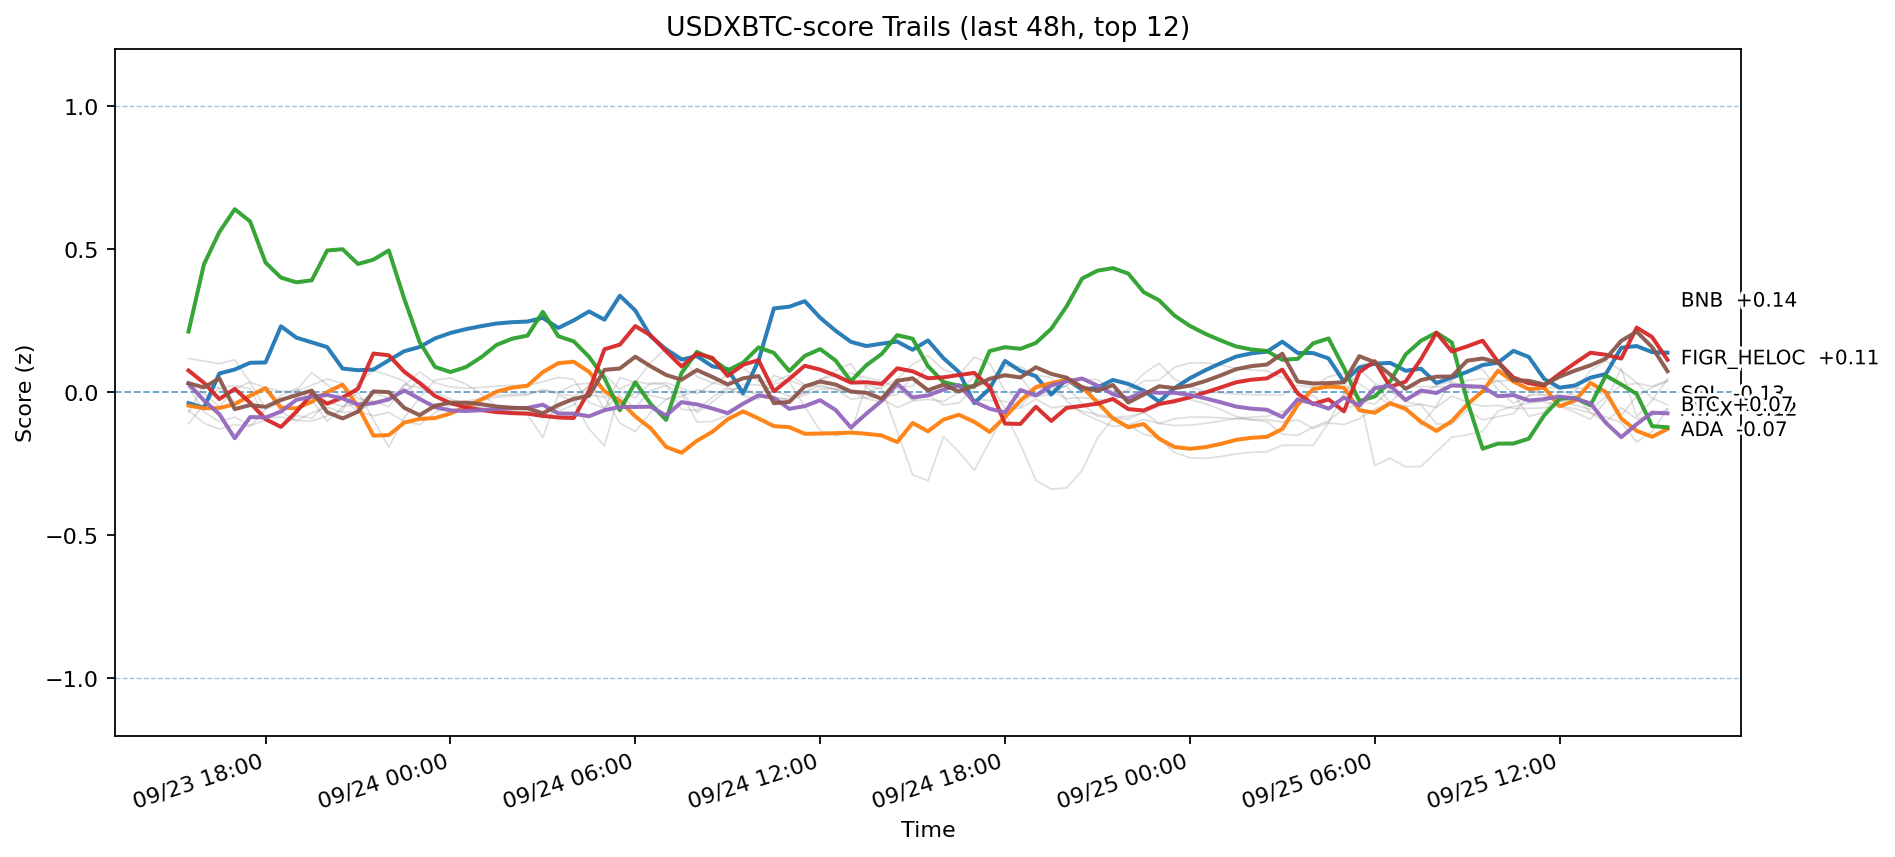 USDXBTC-score Trails (last 48h, top 12)
Score (z)
1.0
0.5
0.0
−0.5
−1.0
BNB +0.14
FIGR_HELOC +0.11
SOL -0.13
BTC +0.07
ADA -0.07
09/23 18:00
09/24 00:00
09/24 06:00
09/24 12:00
09/24 18:00
09/25 00:00
09/25 06:00
09/25 12:00
Time